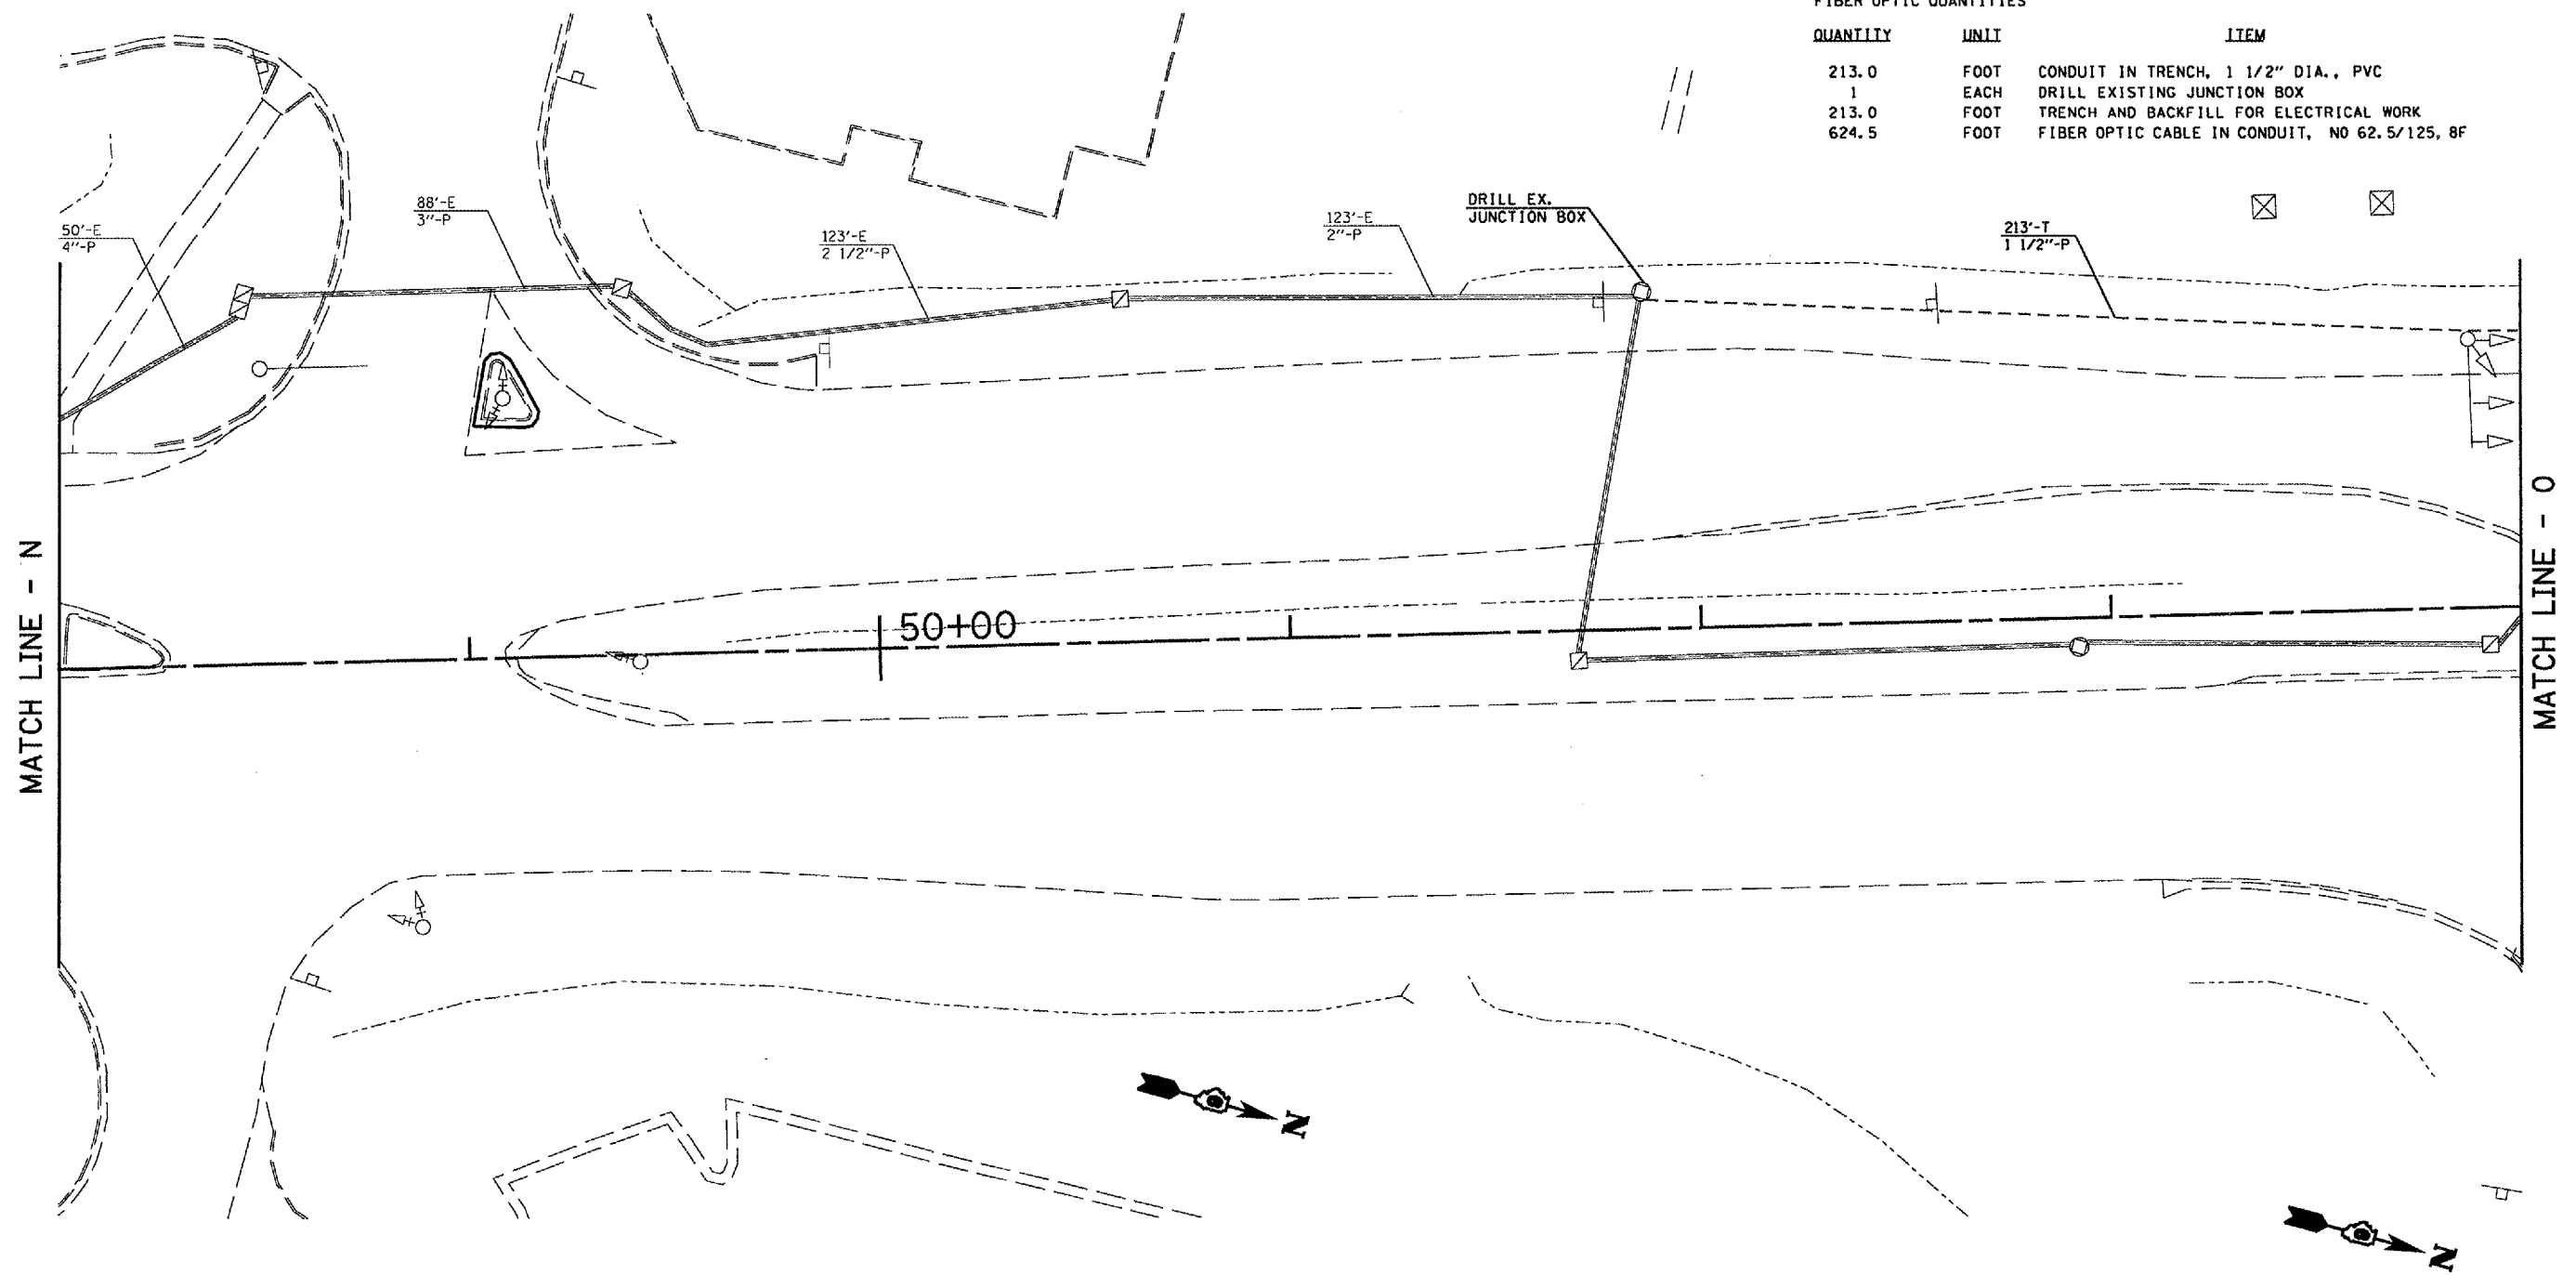 FIBER OPTIC QUANTITIES
QUANTITY UNIT ITEM
213.0 FOOT CONDUIT IN TRENCH, 1 1/2" DIA., PVC
1 EACH DRILL EXISTING JUNCTION BOX
213.0 FOOT TRENCH AND BACKFILL FOR ELECTRICAL WORK
624.5 FOOT FIBER OPTIC CABLE IN CONDUIT, NO 62.5/125, 8F
50'-E
4"-P
88'-E
3"-P
123'-E
2 1/2"-P
123'-E
2"-P
DRILL EX.
JUNCTION BOX
213'-T
1 1/2"-P
MATCH LINE - N
50+00
MATCH LINE - O
N
N